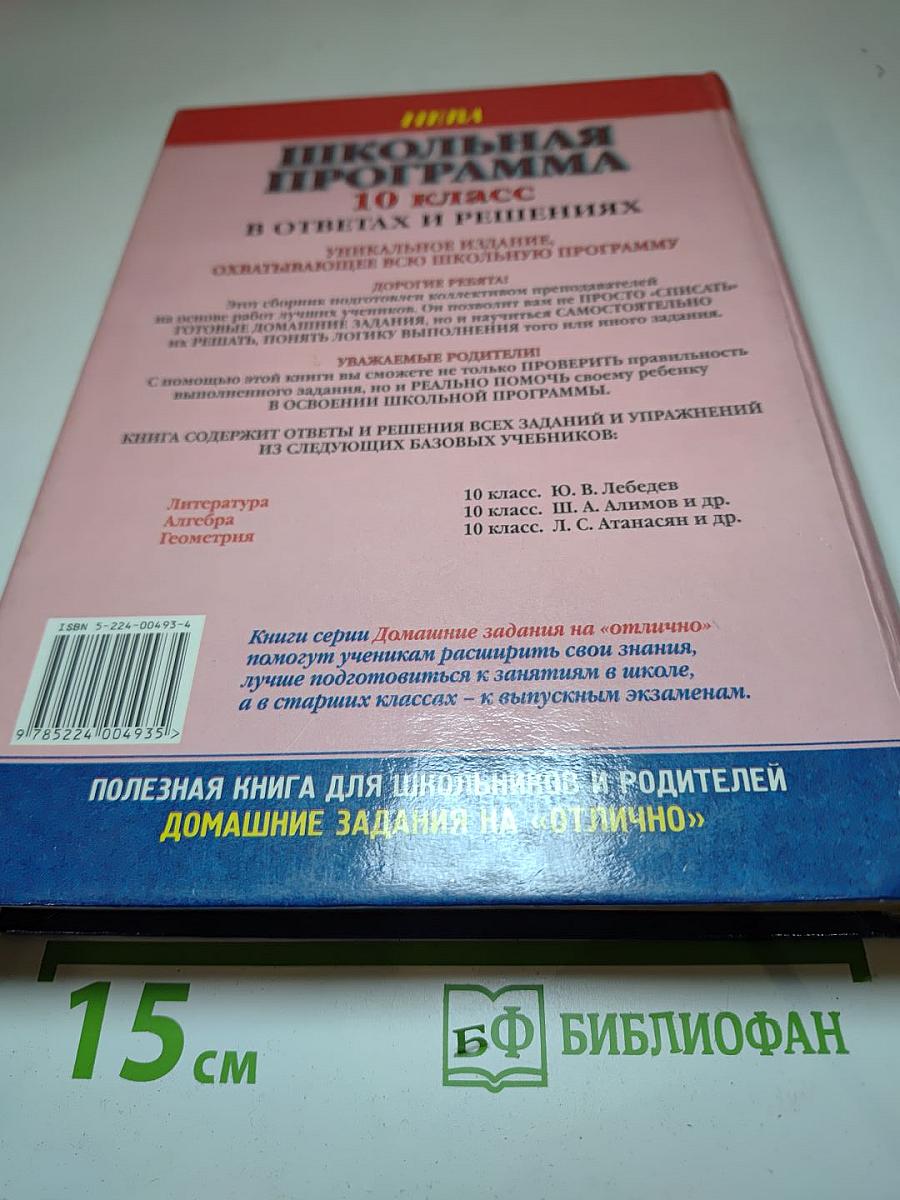 НЕВА
ШКОЛЬНАЯ
ПРОГРАММА
10 класс
В ОТВЕТАХ И РЕШЕНИЯХ
УНИКАЛЬНОЕ ИЗДАНИЕ,
ОХВАТЫВАЮЩЕЕ ВСЮ ШКОЛЬНУЮ ПРОГРАММУ
ДОРОГИЕ РЕБЯТА!
Этот сборник подготовлен коллективом преподавателей
на основе работ лучших учеников. Он позволит вам не ПРОСТО «СПИСАТЬ»
ГОТОВЫЕ ДОМАШНИЕ ЗАДАНИЯ, но и научиться САМОСТОЯТЕЛЬНО
их РЕШАТЬ, ПОНЯТЬ ЛОГИКУ ВЫПОЛНЕНИЯ того или иного задания.
УВАЖАЕМЫЕ РОДИТЕЛИ!
С помощью этой книги вы сможете не только ПРОВЕРИТЬ правильность
выполненного задания, но и РЕАЛЬНО ПОМОЧЬ своему ребенку
В ОСВОЕНИИ ШКОЛЬНОЙ ПРОГРАММЫ.
КНИГА СОДЕРЖИТ ОТВЕТЫ И РЕШЕНИЯ ВСЕХ ЗАДАНИЙ И УПРАЖНЕНИЙ
ИЗ СЛЕДУЮЩИХ БАЗОВЫХ УЧЕБНИКОВ:
Литература 10 класс. Ю. В. Лебедев
Алгебра 10 класс. Ш. А. Алимов и др.
Геометрия 10 класс. Л. С. Атанасян и др.
ISBN 5-224-00493-4
9 785224 004935 >
Книги серии Домашние задания на «отлично»
помогут ученикам расширить свои знания,
лучше подготовиться к занятиям в школе,
а в старших классах – к выпускным экзаменам.
ПОЛЕЗНАЯ КНИГА ДЛЯ ШКОЛЬНИКОВ И РОДИТЕЛЕЙ
ДОМАШНИЕ ЗАДАНИЯ НА «ОТЛИЧНО»
15 см
БФ БИБЛИОФАН